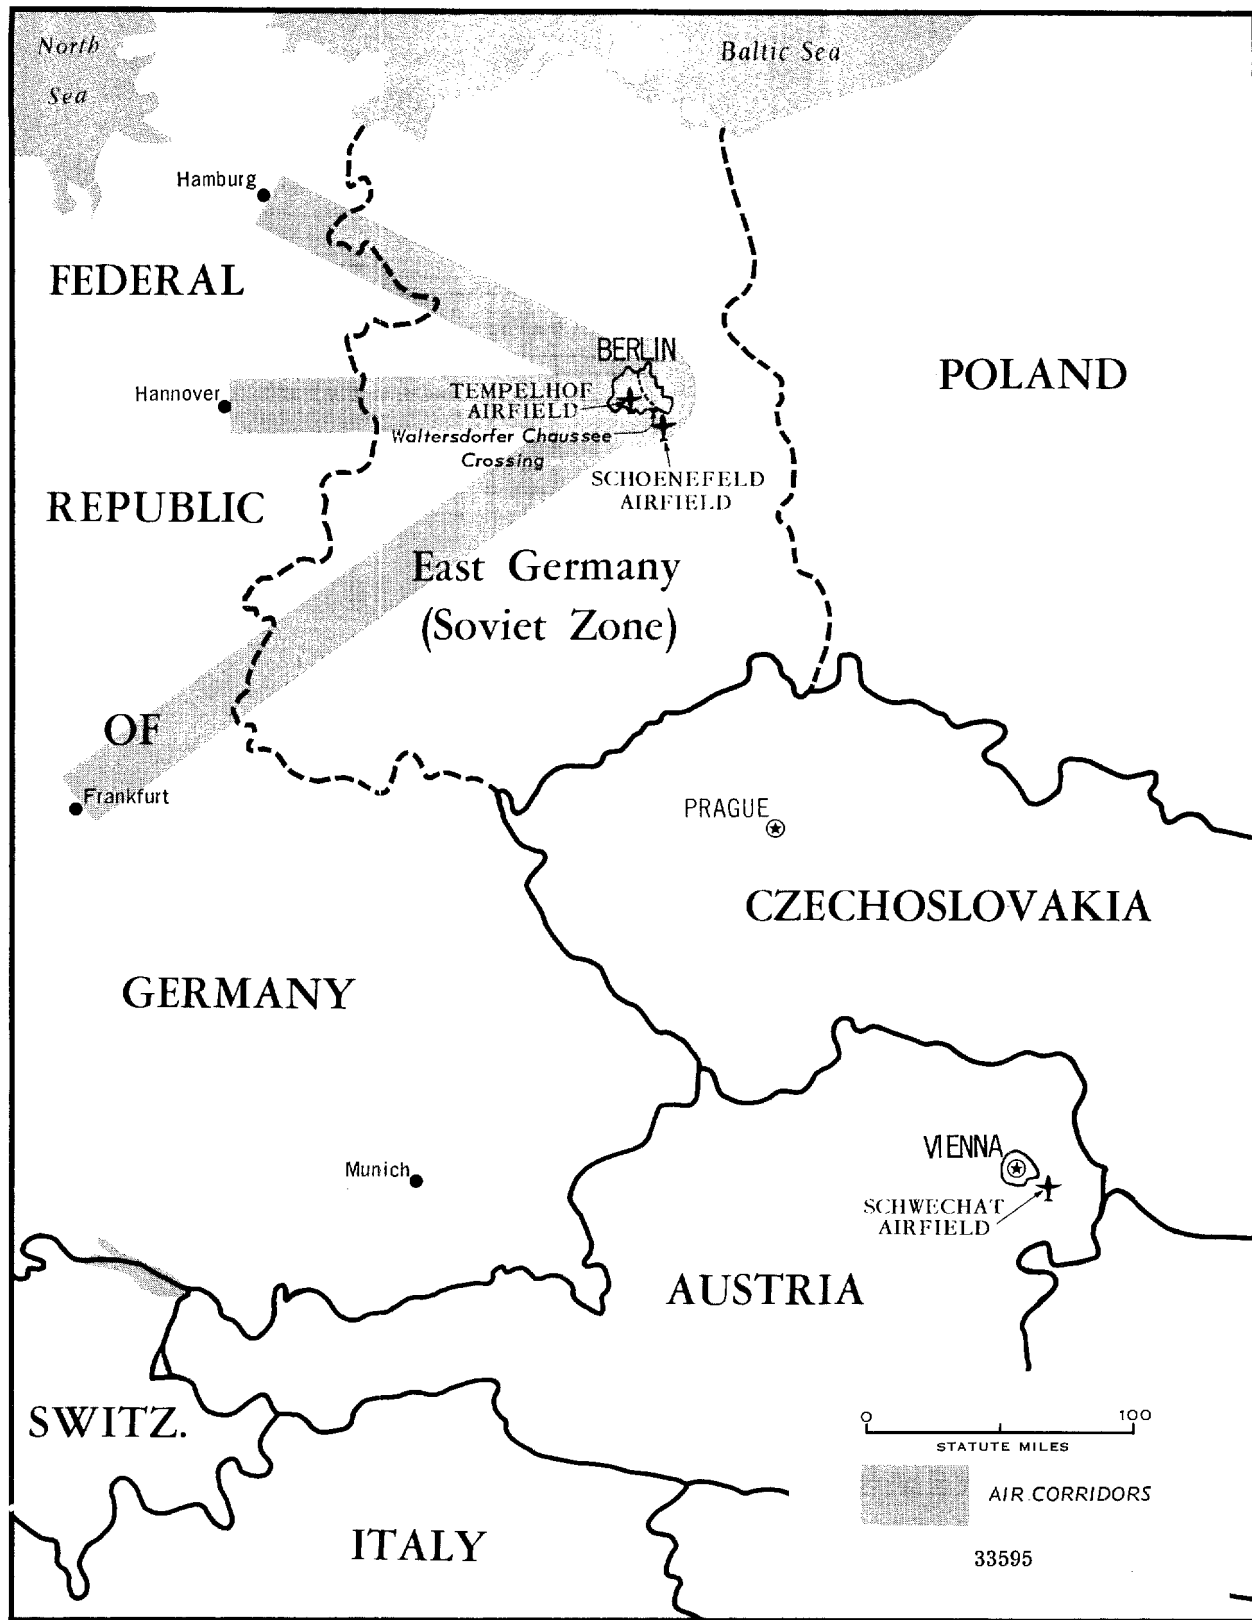 North
Sea
Baltic Sea
Hamburg
FEDERAL
BERLIN
POLAND
Hannover
TEMPELHOF
AIRFIELD
Waltersdorfer Chaussee
Crossing
SCHOENEFELD
AIRFIELD
REPUBLIC
East Germany
(Soviet Zone)
OF
Frankfurt
PRAGUE
CZECHOSLOVAKIA
GERMANY
VIENNA
Munich
SCHWECHAT
AIRFIELD
AUSTRIA
SWITZ.
0 100
STATUTE MILES
AIR CORRIDORS
ITALY
33595